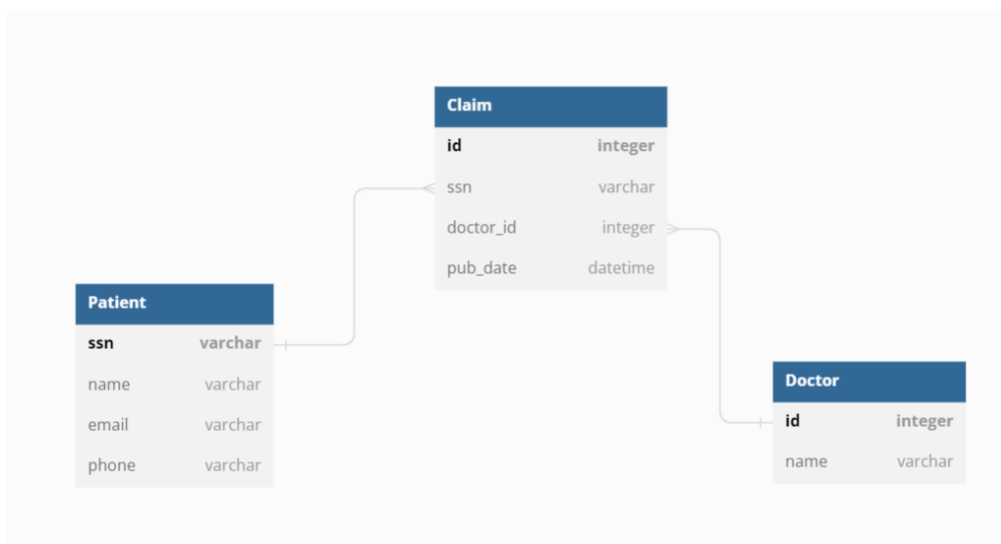 Claim
id integer
ssn varchar
doctor_id integer
pub_date datetime
Patient
ssn varchar
name varchar
email varchar
phone varchar
Doctor
id integer
name varchar